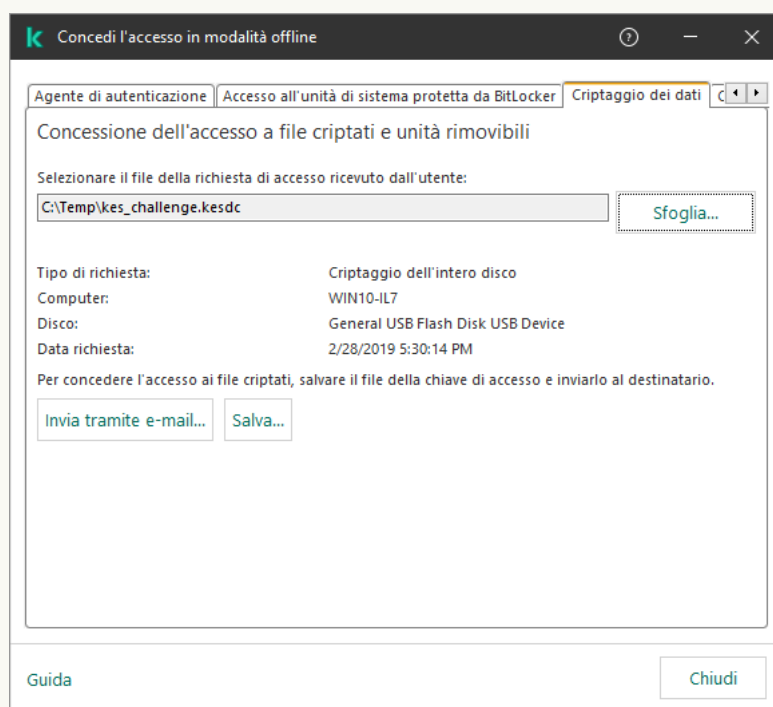 Concedi l'accesso in modalità offline
Agente di autenticazione Accesso all'unità di sistema protetta da BitLocker Criptaggio dei dati
Concessione dell'accesso a file criptati e unità rimovibili
Selezionare il file della richiesta di accesso ricevuto dall'utente:
C:\Temp\kes_challenge.kesdc Sfoglia...
Tipo di richiesta: Criptaggio dell'intero disco
Computer: WIN10-IL7
Disco: General USB Flash Disk USB Device
Data richiesta: 2/28/2019 5:30:14 PM
Per concedere l'accesso ai file criptati, salvare il file della chiave di accesso e inviarlo al destinatario.
Invia tramite e-mail... Salva...
Guida Chiudi